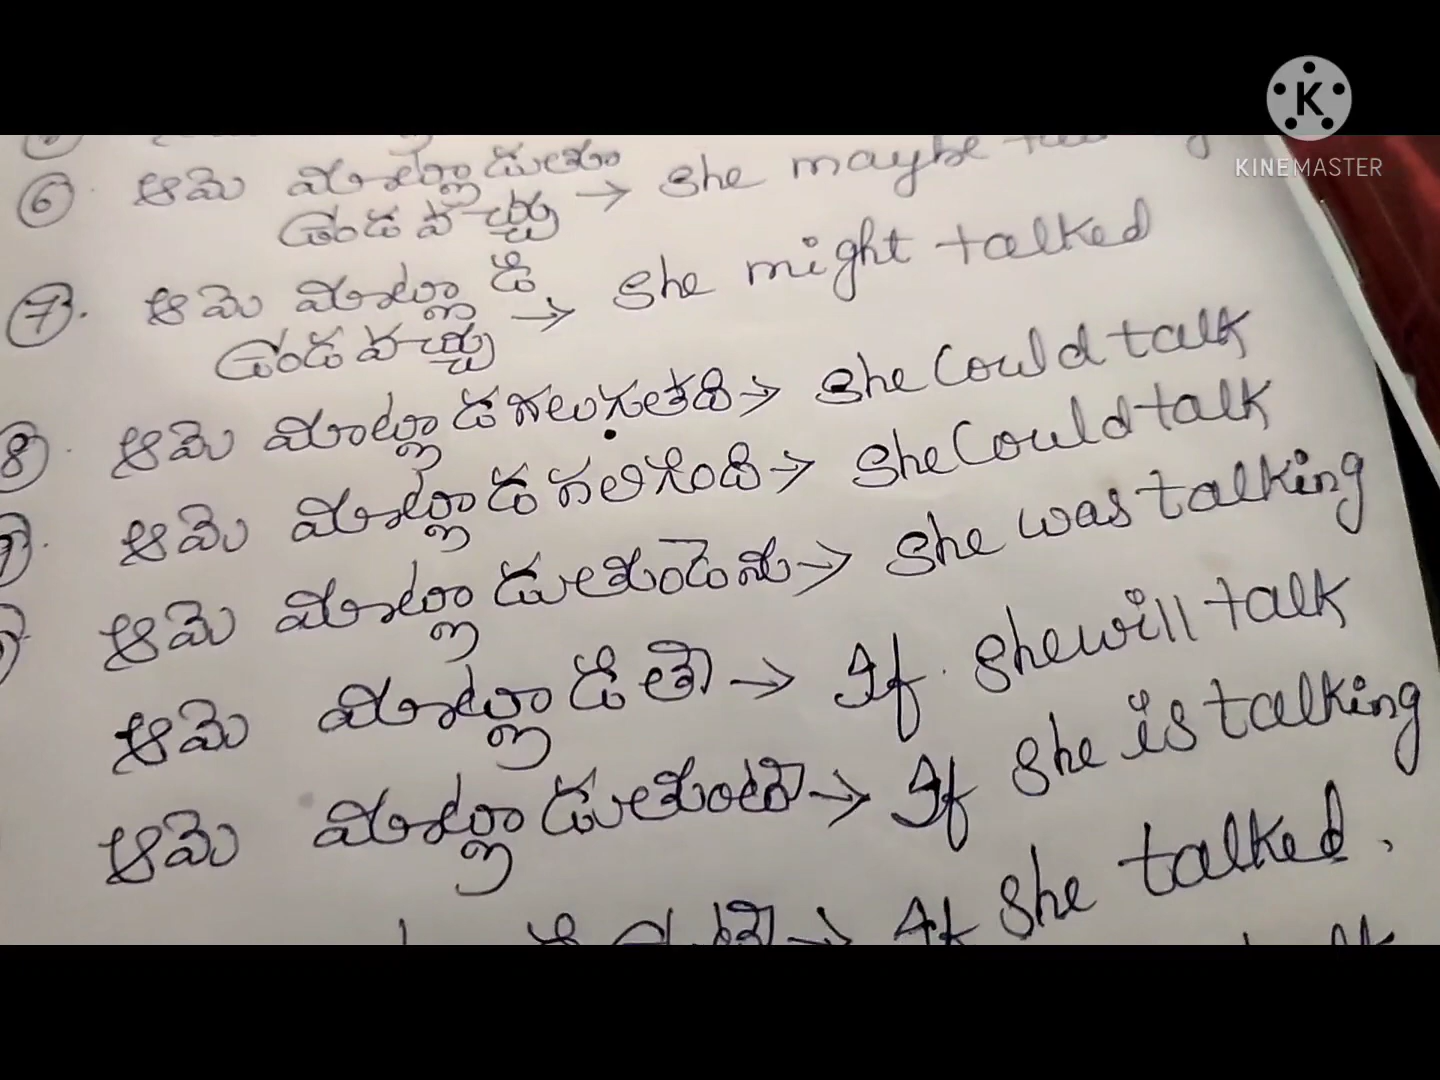 KINEMASTER
6. ఆమె మాట్లాడుతూ → she maybe
ఉండవచ్చు
7. ఆమె మాట్లాడి → she might talked
ఉండవచ్చు
8. ఆమె మాట్లాడగలుగుతది → she Could talk
ఆమె మాట్లాడగలిగింది → she Could talk
ఆమె మాట్లాడుతుండెను → she was talking
ఆమె మాట్లాడితే → If she will talk
ఆమె మాట్లాడుతుంటే → If she is talking
→ If she talked.